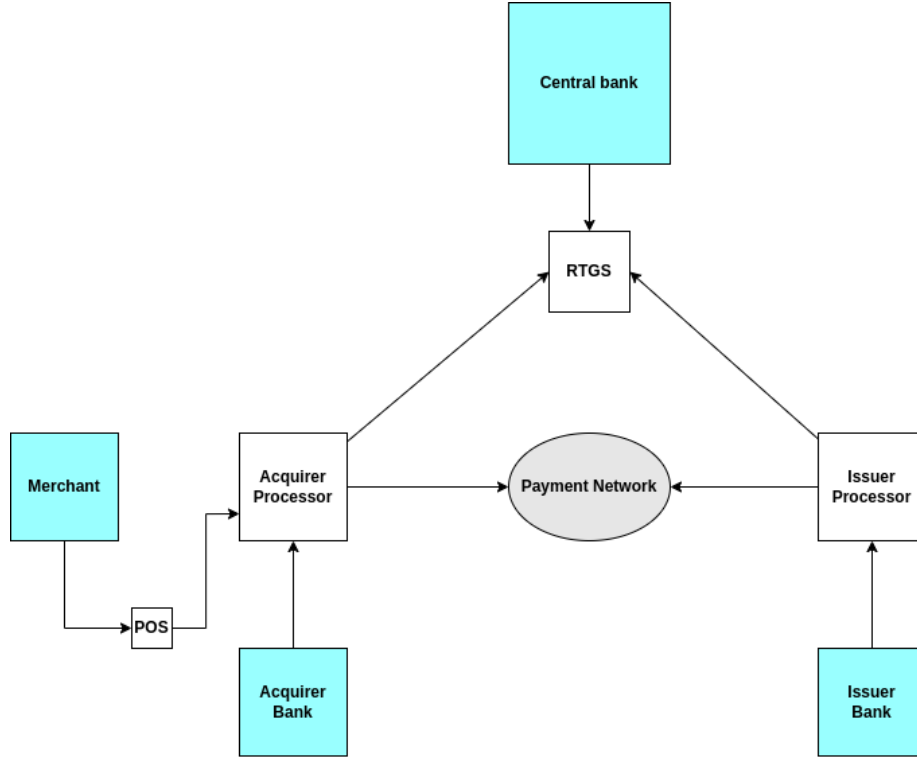 Central bank
RTGS
Merchant
Acquirer
Processor
Payment Network
Issuer
Processor
POS
Acquirer
Bank
Issuer
Bank